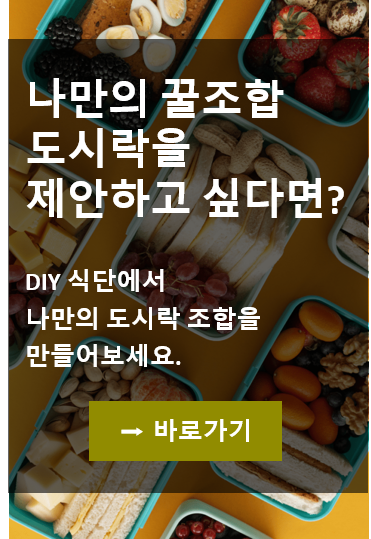 나만의 꿀조합
도시락을
제안하고 싶다면?
DIY 식단에서
나만의 도시락 조합을
만들어보세요.
➞ 바로가기